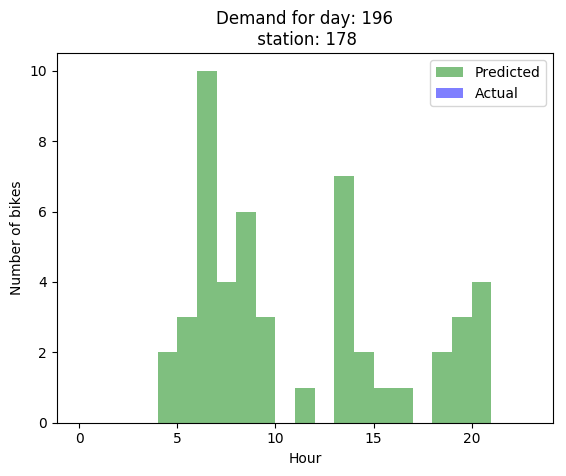 Demand for day: 196
station: 178
Predicted
Actual
Number of bikes
10
8
6
4
2
0
0
5
10
15
20
Hour